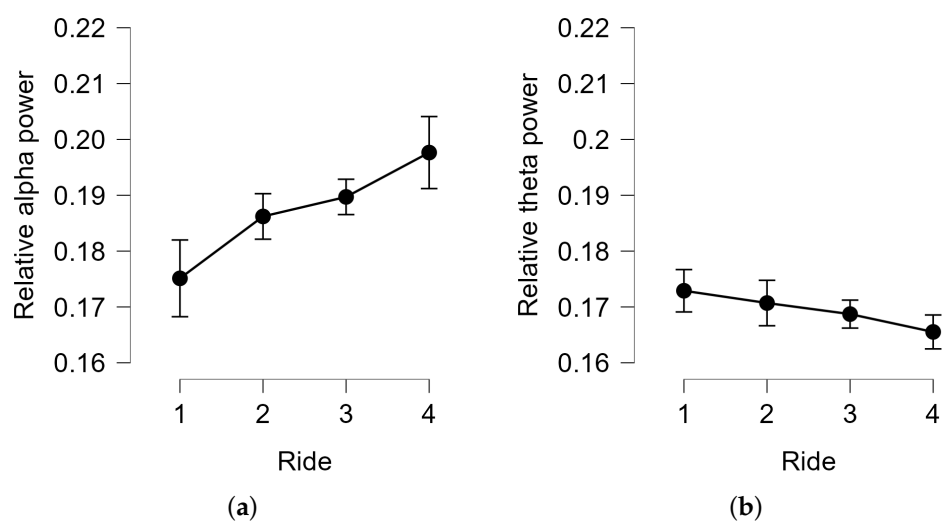 Relative alpha power
0.22
0.21
0.20
0.19
0.18
0.17
0.16
1 2 3 4
Ride
(a)
Relative theta power
0.22
0.21
0.2
0.19
0.18
0.17
0.16
1 2 3 4
Ride
(b)